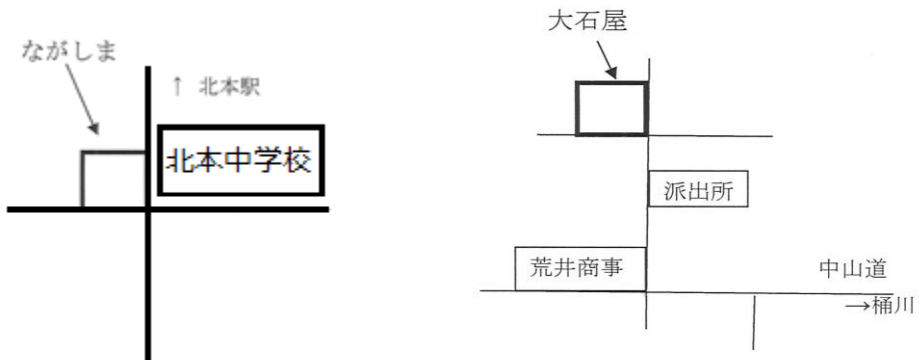 ながしま
↑ 北本駅
北本中学校
大石屋
派出所
荒井商事
中山道
→桶川